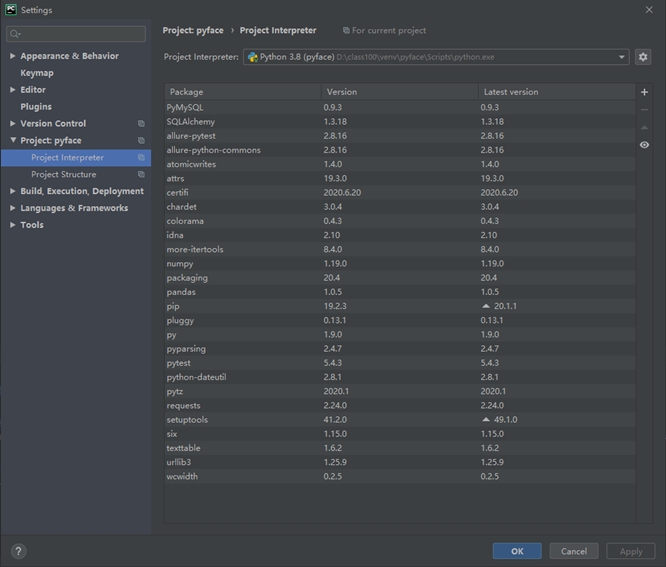 PC Settings
Project: pyface › Project Interpreter For current project
Appearance & Behavior
Keymap
Editor
Plugins
Version Control
Project: pyface
Project Interpreter
Project Structure
Build, Execution, Deployment
Languages & Frameworks
Tools
Project Interpreter: Python 3.8 (pyface) D:\class100\venv\pyface\Scripts\python.exe
Package Version Latest version
PyMySQL 0.9.3 0.9.3
SQLAlchemy 1.3.18 1.3.18
allure-pytest 2.8.16 2.8.16
allure-python-commons 2.8.16 2.8.16
atomicwrites 1.4.0 1.4.0
attrs 19.3.0 19.3.0
certifi 2020.6.20 2020.6.20
chardet 3.0.4 3.0.4
colorama 0.4.3 0.4.3
idna 2.10 2.10
more-itertools 8.4.0 8.4.0
numpy 1.19.0 1.19.0
packaging 20.4 20.4
pandas 1.0.5 1.0.5
pip 19.2.3 20.1.1
pluggy 0.13.1 0.13.1
py 1.9.0 1.9.0
pyparsing 2.4.7 2.4.7
pytest 5.4.3 5.4.3
python-dateutil 2.8.1 2.8.1
pytz 2020.1 2020.1
requests 2.24.0 2.24.0
setuptools 41.2.0 49.1.0
six 1.15.0 1.15.0
texttable 1.6.2 1.6.2
urllib3 1.25.9 1.25.9
wcwidth 0.2.5 0.2.5
? OK Cancel Apply